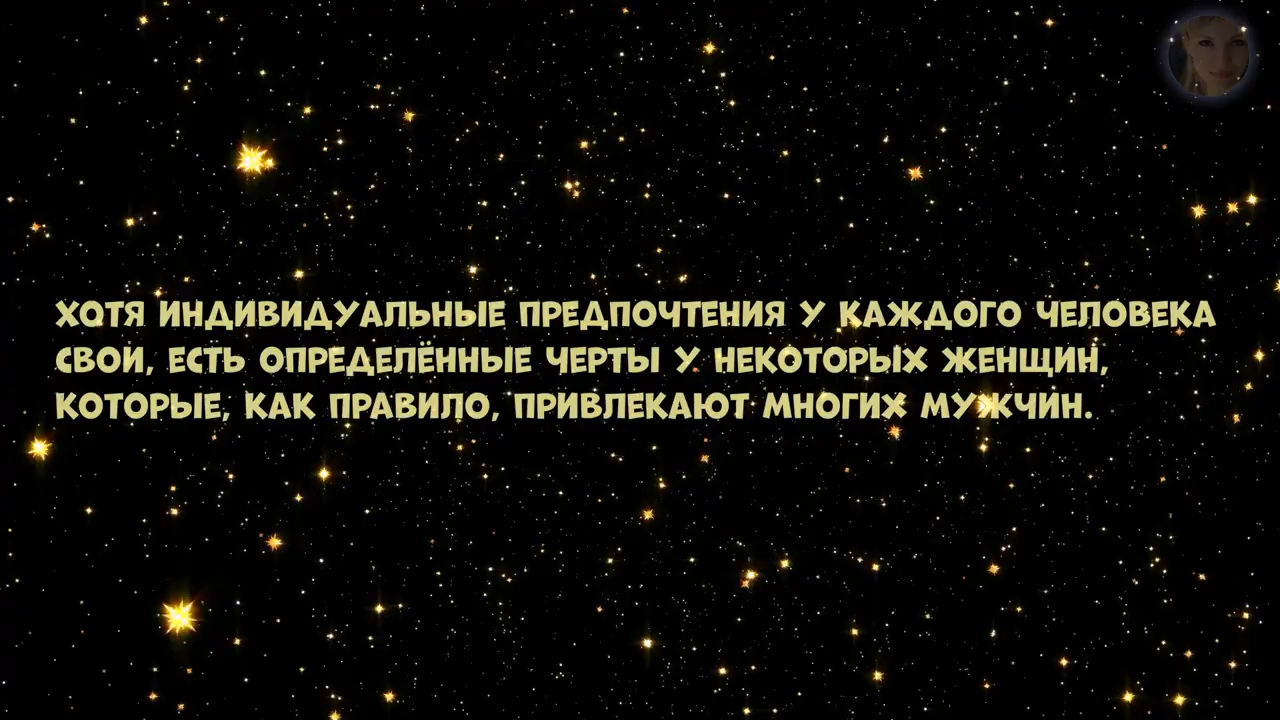 ХОТЯ ИНДИВИДУАЛЬНЫЕ ПРЕДПОЧТЕНИЯ У КАЖДОГО ЧЕЛОВЕКА
СВОИ, ЕСТЬ ОПРЕДЕЛЁННЫЕ ЧЕРТЫ У НЕКОТОРЫХ ЖЕНЩИН,
КОТОРЫЕ, КАК ПРАВИЛО, ПРИВЛЕКАЮТ МНОГИХ МУЖЧИН.